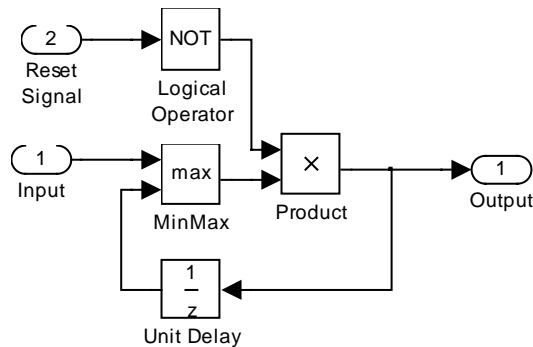 2
NOT
Reset
Signal
Logical
Operator
1
max
×
1
Input
MinMax
Product
Output
1
z
Unit Delay